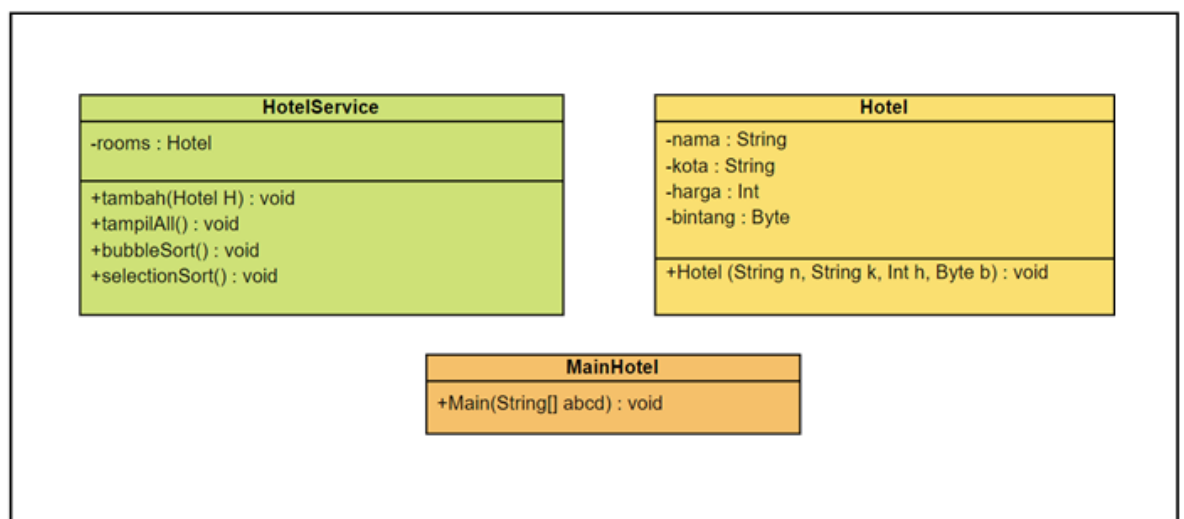 HotelService
-rooms : Hotel
+tambah(Hotel H) : void
+tampilAll() : void
+bubbleSort() : void
+selectionSort() : void
Hotel
-nama : String
-kota : String
-harga : Int
-bintang : Byte
+Hotel (String n, String k, Int h, Byte b) : void
MainHotel
+Main(String[] abcd) : void